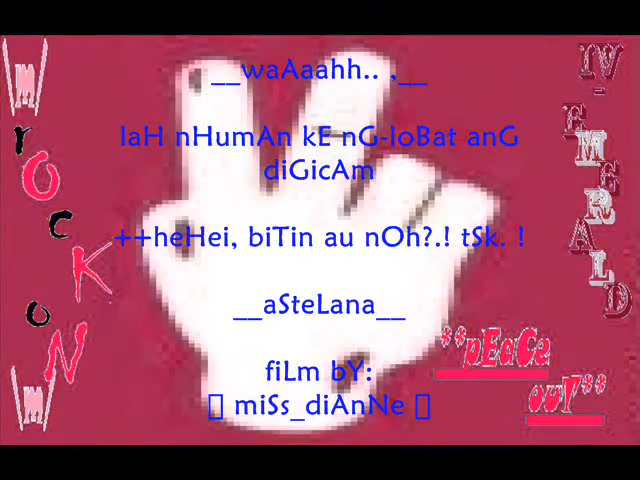 \m/
rOcK
oN
\m/
__waAaahh.. ,__
laH nHumAn kE nG-loBat anG
diGicAm
++heHei, biTin au nOh?.! tSk. !
__aSteLana__
fiLm bY:
▯ miSs_diAnNe ▯
IV
-
EMERALD
**pEaCe
ouT**